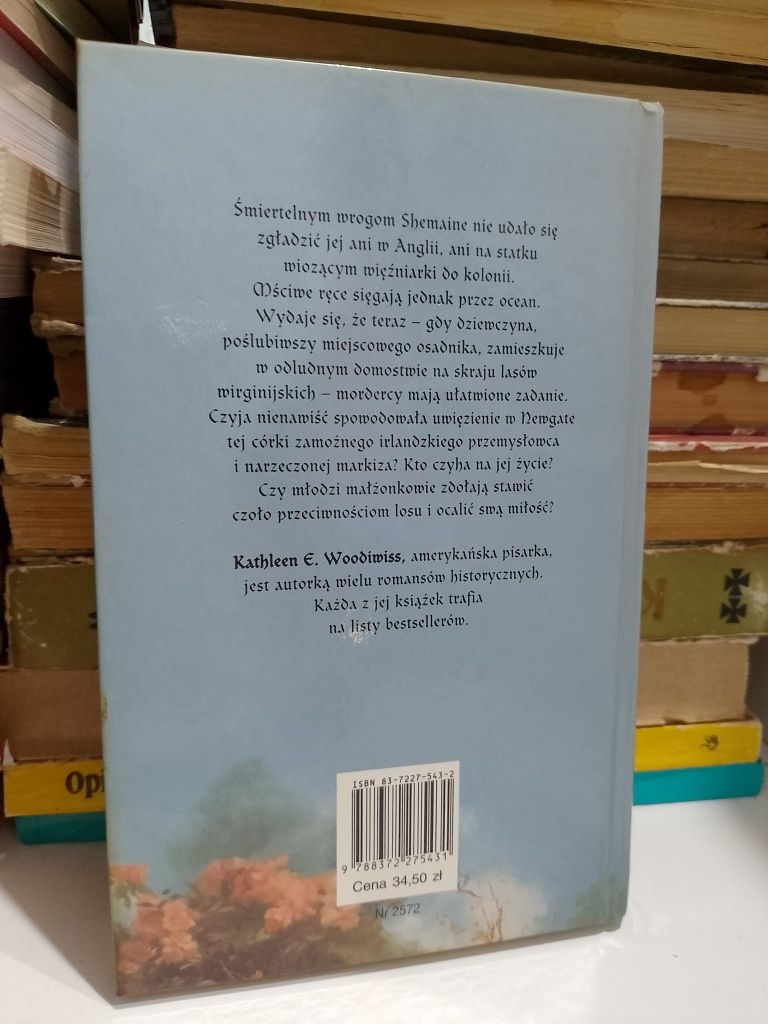 Śmiertelnym wrogom Shemaine nie udało się
zgładzić jej ani w Anglii, ani na statku
wiozącym więźniarki do kolonii.
Mściwe ręce sięgają jednak przez ocean.
Wydaje się, że teraz – gdy dziewczyna,
poślubiwszy miejscowego osadnika, zamieszkuje
w odludnym domostwie na skraju lasów
wirginijskich – mordercy mają ułatwione zadanie.
Czyja nienawiść spowodowała uwięzienie w Newgate
tej córki zamożnego irlandzkiego przemysłowca
i narzeczonej markiza? Kto czyha na jej życie?
Czy młodzi małżonkowie zdołają stawić
czoło przeciwnościom losu i ocalić swą miłość?
Kathleen E. Woodiwiss, amerykańska pisarka,
jest autorką wielu romansów historycznych.
Każda z jej książek trafia
na listy bestsellerów.
ISBN 83-7227-543-2
9 788372 275431
Cena 34,50 zł
Nr 2572
Opi